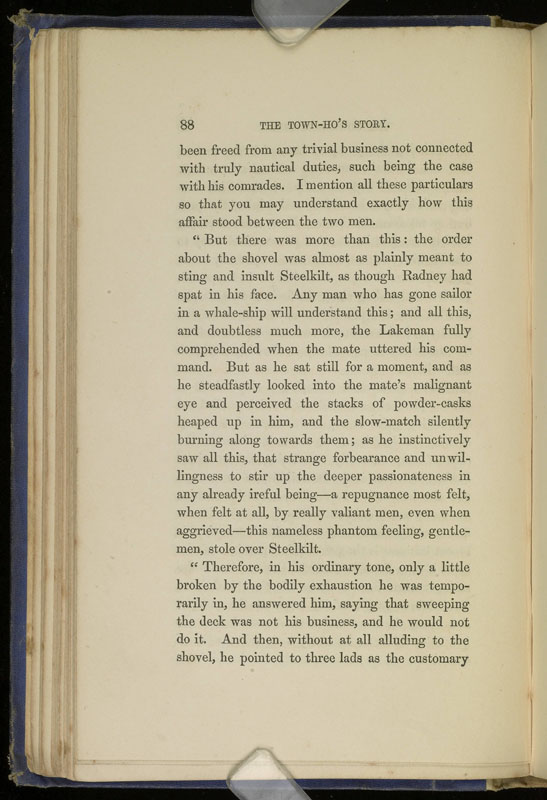 88 THE TOWN-HO'S STORY.
been freed from any trivial business not connected
with truly nautical duties, such being the case
with his comrades. I mention all these particulars
so that you may understand exactly how this
affair stood between the two men.
“ But there was more than this: the order
about the shovel was almost as plainly meant to
sting and insult Steelkilt, as though Radney had
spat in his face. Any man who has gone sailor
in a whale-ship will understand this; and all this,
and doubtless much more, the Lakeman fully
comprehended when the mate uttered his com-
mand. But as he sat still for a moment, and as
he steadfastly looked into the mate's malignant
eye and perceived the stacks of powder-casks
heaped up in him, and the slow-match silently
burning along towards them; as he instinctively
saw all this, that strange forbearance and unwil-
lingness to stir up the deeper passionateness in
any already ireful being—a repugnance most felt,
when felt at all, by really valiant men, even when
aggrieved—this nameless phantom feeling, gentle-
men, stole over Steelkilt.
“ Therefore, in his ordinary tone, only a little
broken by the bodily exhaustion he was tempo-
rarily in, he answered him, saying that sweeping
the deck was not his business, and he would not
do it. And then, without at all alluding to the
shovel, he pointed to three lads as the customary